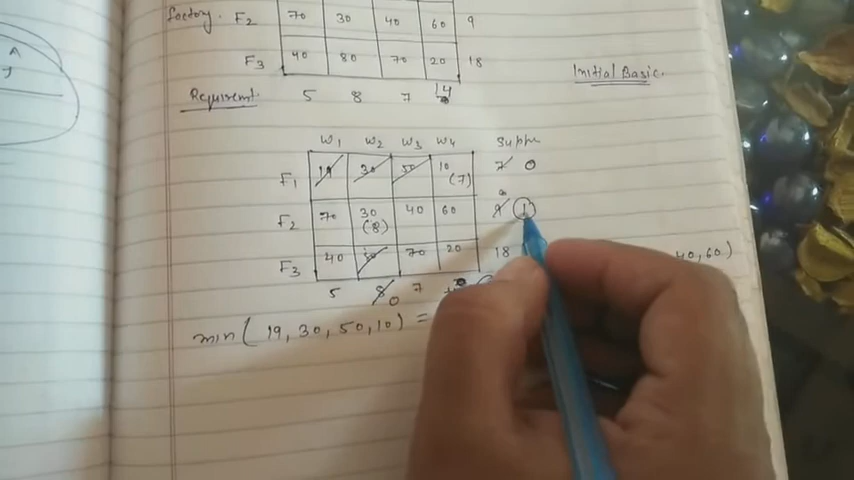 A
factory. F2 70 30 40 60 9
F3 40 80 70 20 18
Initial Basic.
Requiremt. 5 8 7 14
W1 W2 W3 W4 Supply
F1 19 30 50 10 (7) 7 0
F2 70 30 (8) 40 60 9 1
F3 40 80 70 20 18
40, 60)
5 8 0 7
min( 19, 30, 50, 10) =